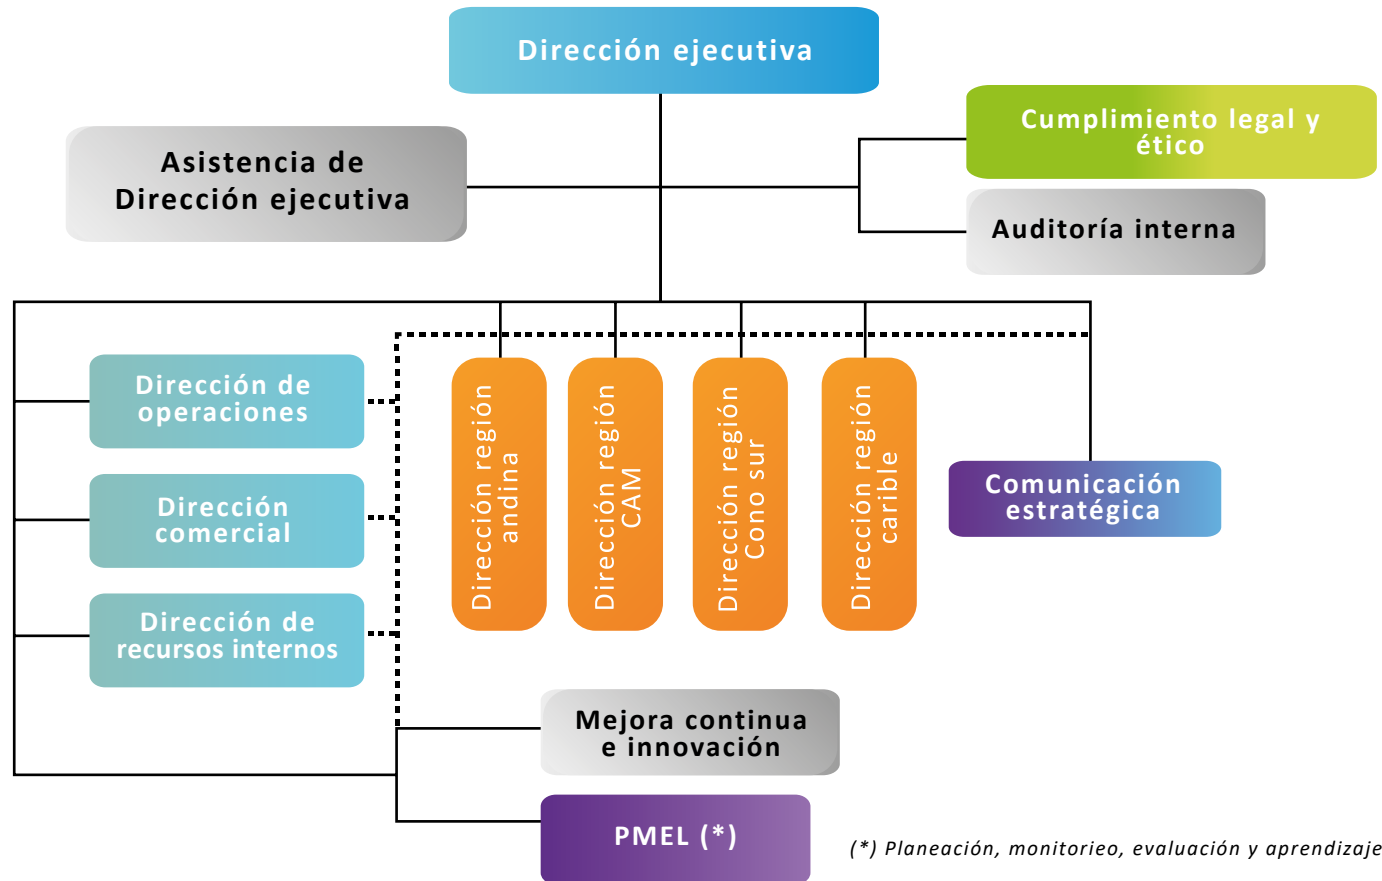 Dirección ejecutiva
Cumplimiento legal y
ético
Asistencia de
Dirección ejecutiva
Auditoría interna
Dirección de
operaciones
Dirección
comercial
Dirección de
recursos internos
Dirección región
andina
Dirección región
CAM
Dirección región
Cono sur
Dirección región
carible
Comunicación
estratégica
Mejora continua
e innovación
PMEL (*)
(*) Planeación, monitorieo, evaluación y aprendizaje